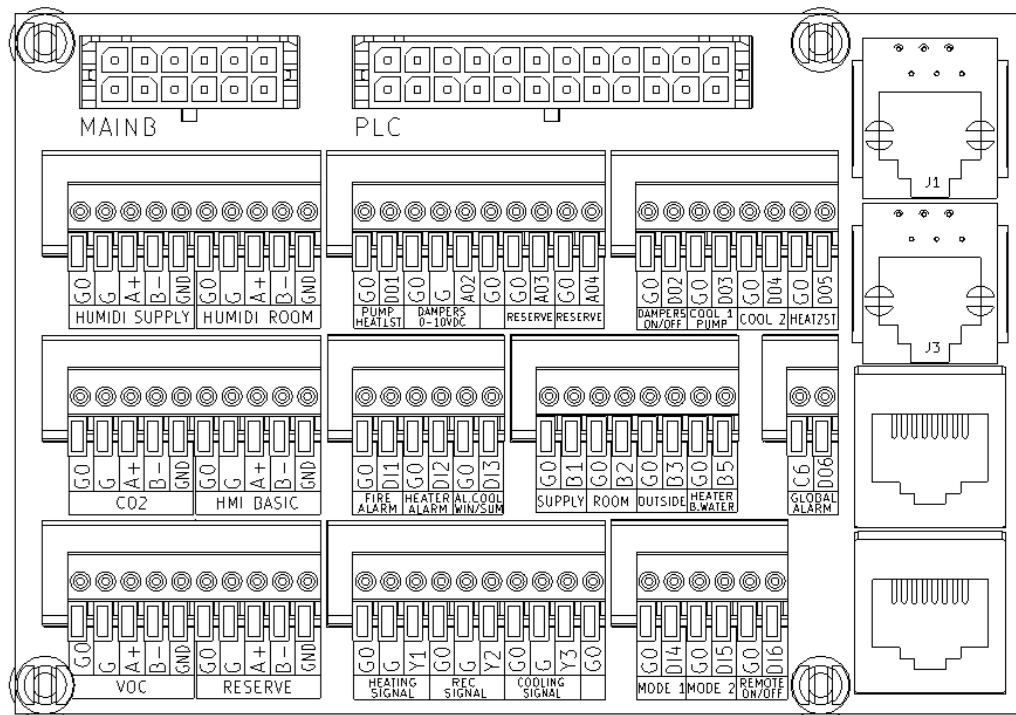 MAINB PLC
J1
G0 G A+ B- GND G0 G A+ B- GND G0 DO1 G0 G AO2 G0 G0 AO3 G0 AO4 G0 DO2 G0 DO3 G0 DO4 G0 DO5
HUMIDI SUPPLY HUMIDI ROOM PUMP HEAT1ST DAMPERS 0-10VDC RESERVE RESERVE DAMPERS ON/OFF COOL 1 PUMP COOL 2 HEAT2ST
J3
G0 G A+ B- GND G0 G A+ B- GND G0 DI1 G0 DI2 G0 DI3 G0 B1 G0 B2 G0 B3 G0 B5 C6 DO6
CO2 HMI BASIC FIRE ALARM HEATER ALARM AL.COOL WIN/SUM SUPPLY ROOM OUTSIDE HEATER B.WATER GLOBAL ALARM
G0 G A+ B- GND G0 G A+ B- GND G0 G Y1 G0 G Y2 G0 G Y3 G0 G0 DI4 G0 DI5 G0 DI6
VOC RESERVE HEATING SIGNAL REC SIGNAL COOLING SIGNAL MODE 1 MODE 2 REMOTE ON/OFF